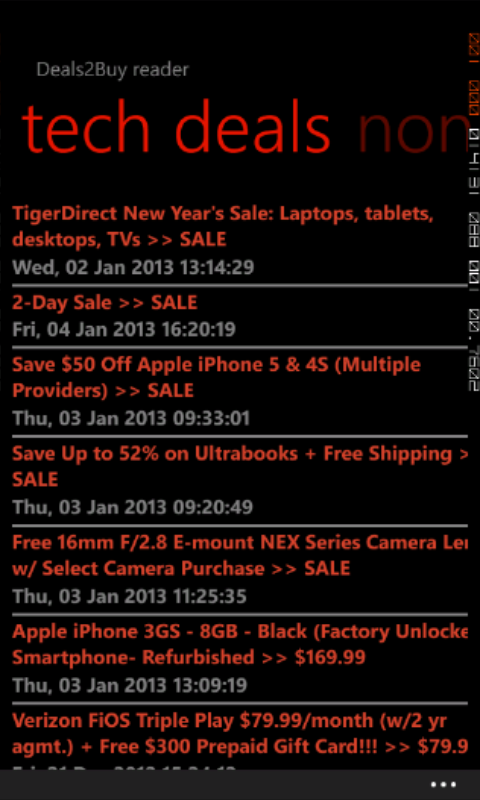 Deals2Buy reader
tech deals non
TigerDirect New Year's Sale: Laptops, tablets,
desktops, TVs >> SALE
Wed, 02 Jan 2013 13:14:29
2-Day Sale >> SALE
Fri, 04 Jan 2013 16:20:19
Save $50 Off Apple iPhone 5 & 4S (Multiple
Providers) >> SALE
Thu, 03 Jan 2013 09:33:01
Save Up to 52% on Ultrabooks + Free Shipping >
SALE
Thu, 03 Jan 2013 09:20:49
Free 16mm F/2.8 E-mount NEX Series Camera Len
w/ Select Camera Purchase >> SALE
Thu, 03 Jan 2013 11:25:35
Apple iPhone 3GS - 8GB - Black (Factory Unlocke
Smartphone- Refurbished >> $169.99
Thu, 03 Jan 2013 13:09:19
Verizon FiOS Triple Play $79.99/month (w/2 yr
agmt.) + Free $300 Prepaid Gift Card!!! >> $79.9